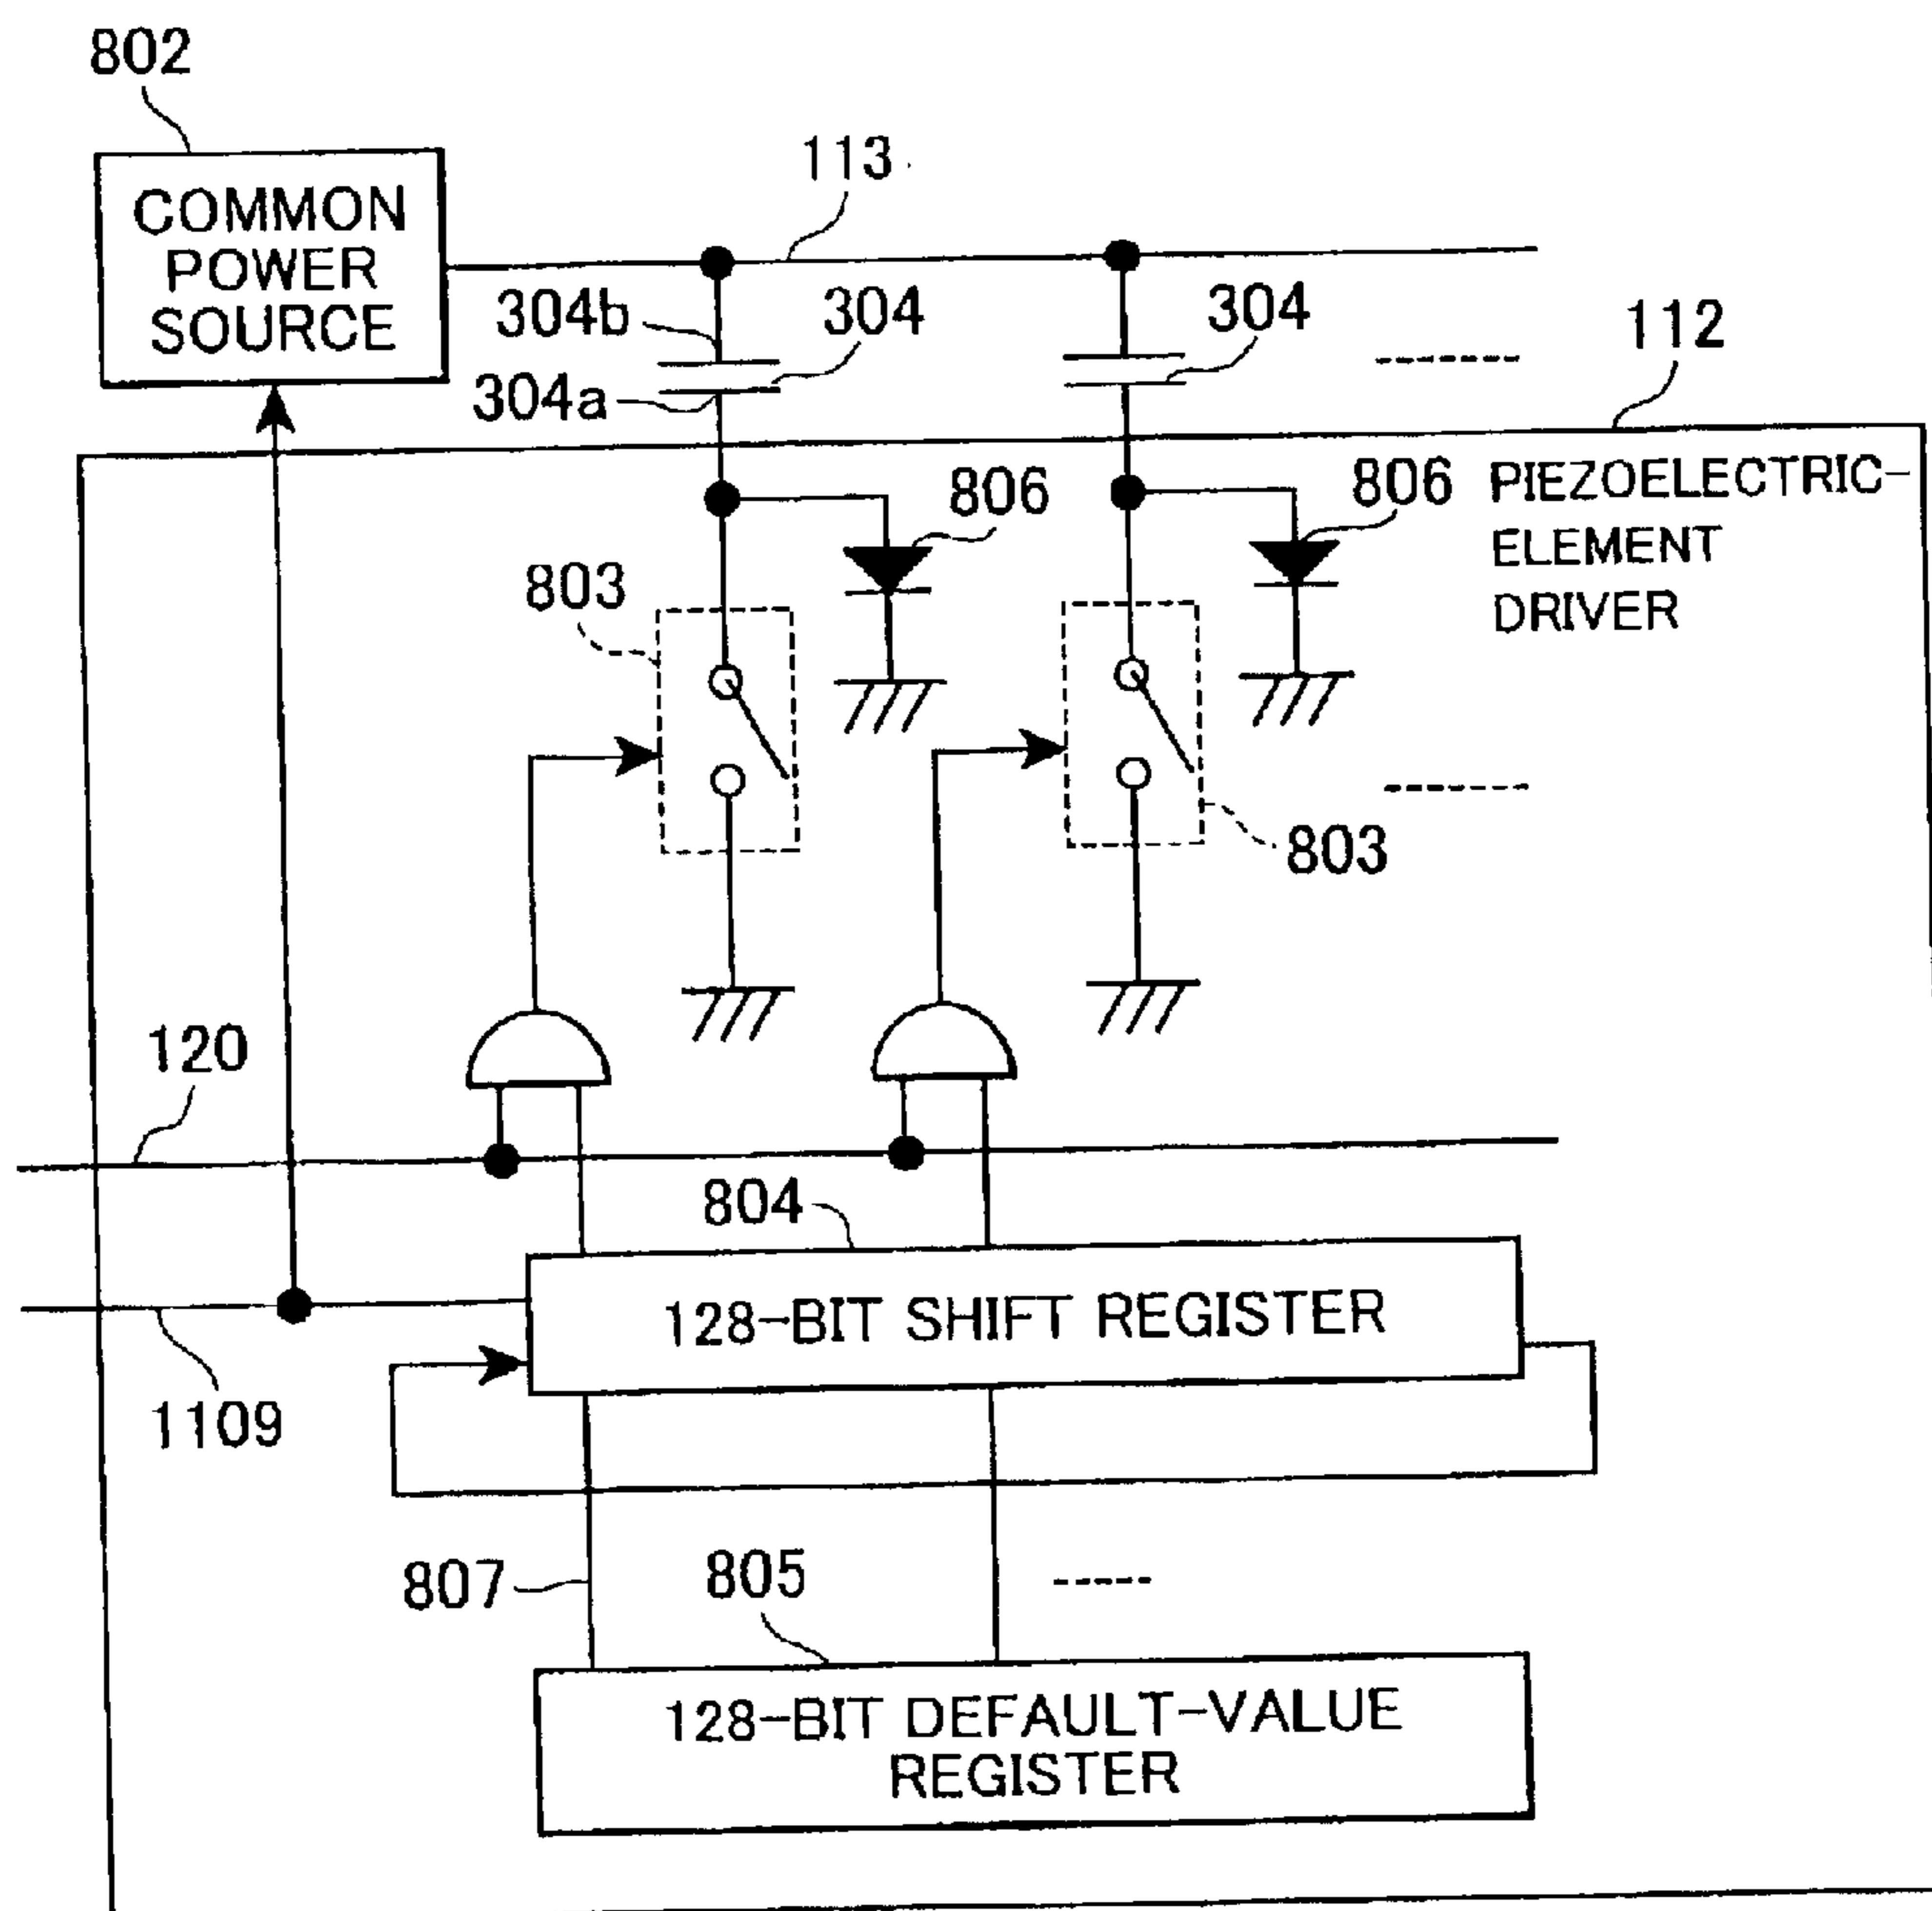 802
113
COMMON
POWER
SOURCE
304b
304
304
112
304a
806
806
PIEZOELECTRIC-
ELEMENT
DRIVER
803
803
120
804
128-BIT SHIFT REGISTER
1109
807
805
128-BIT DEFAULT-VALUE
REGISTER